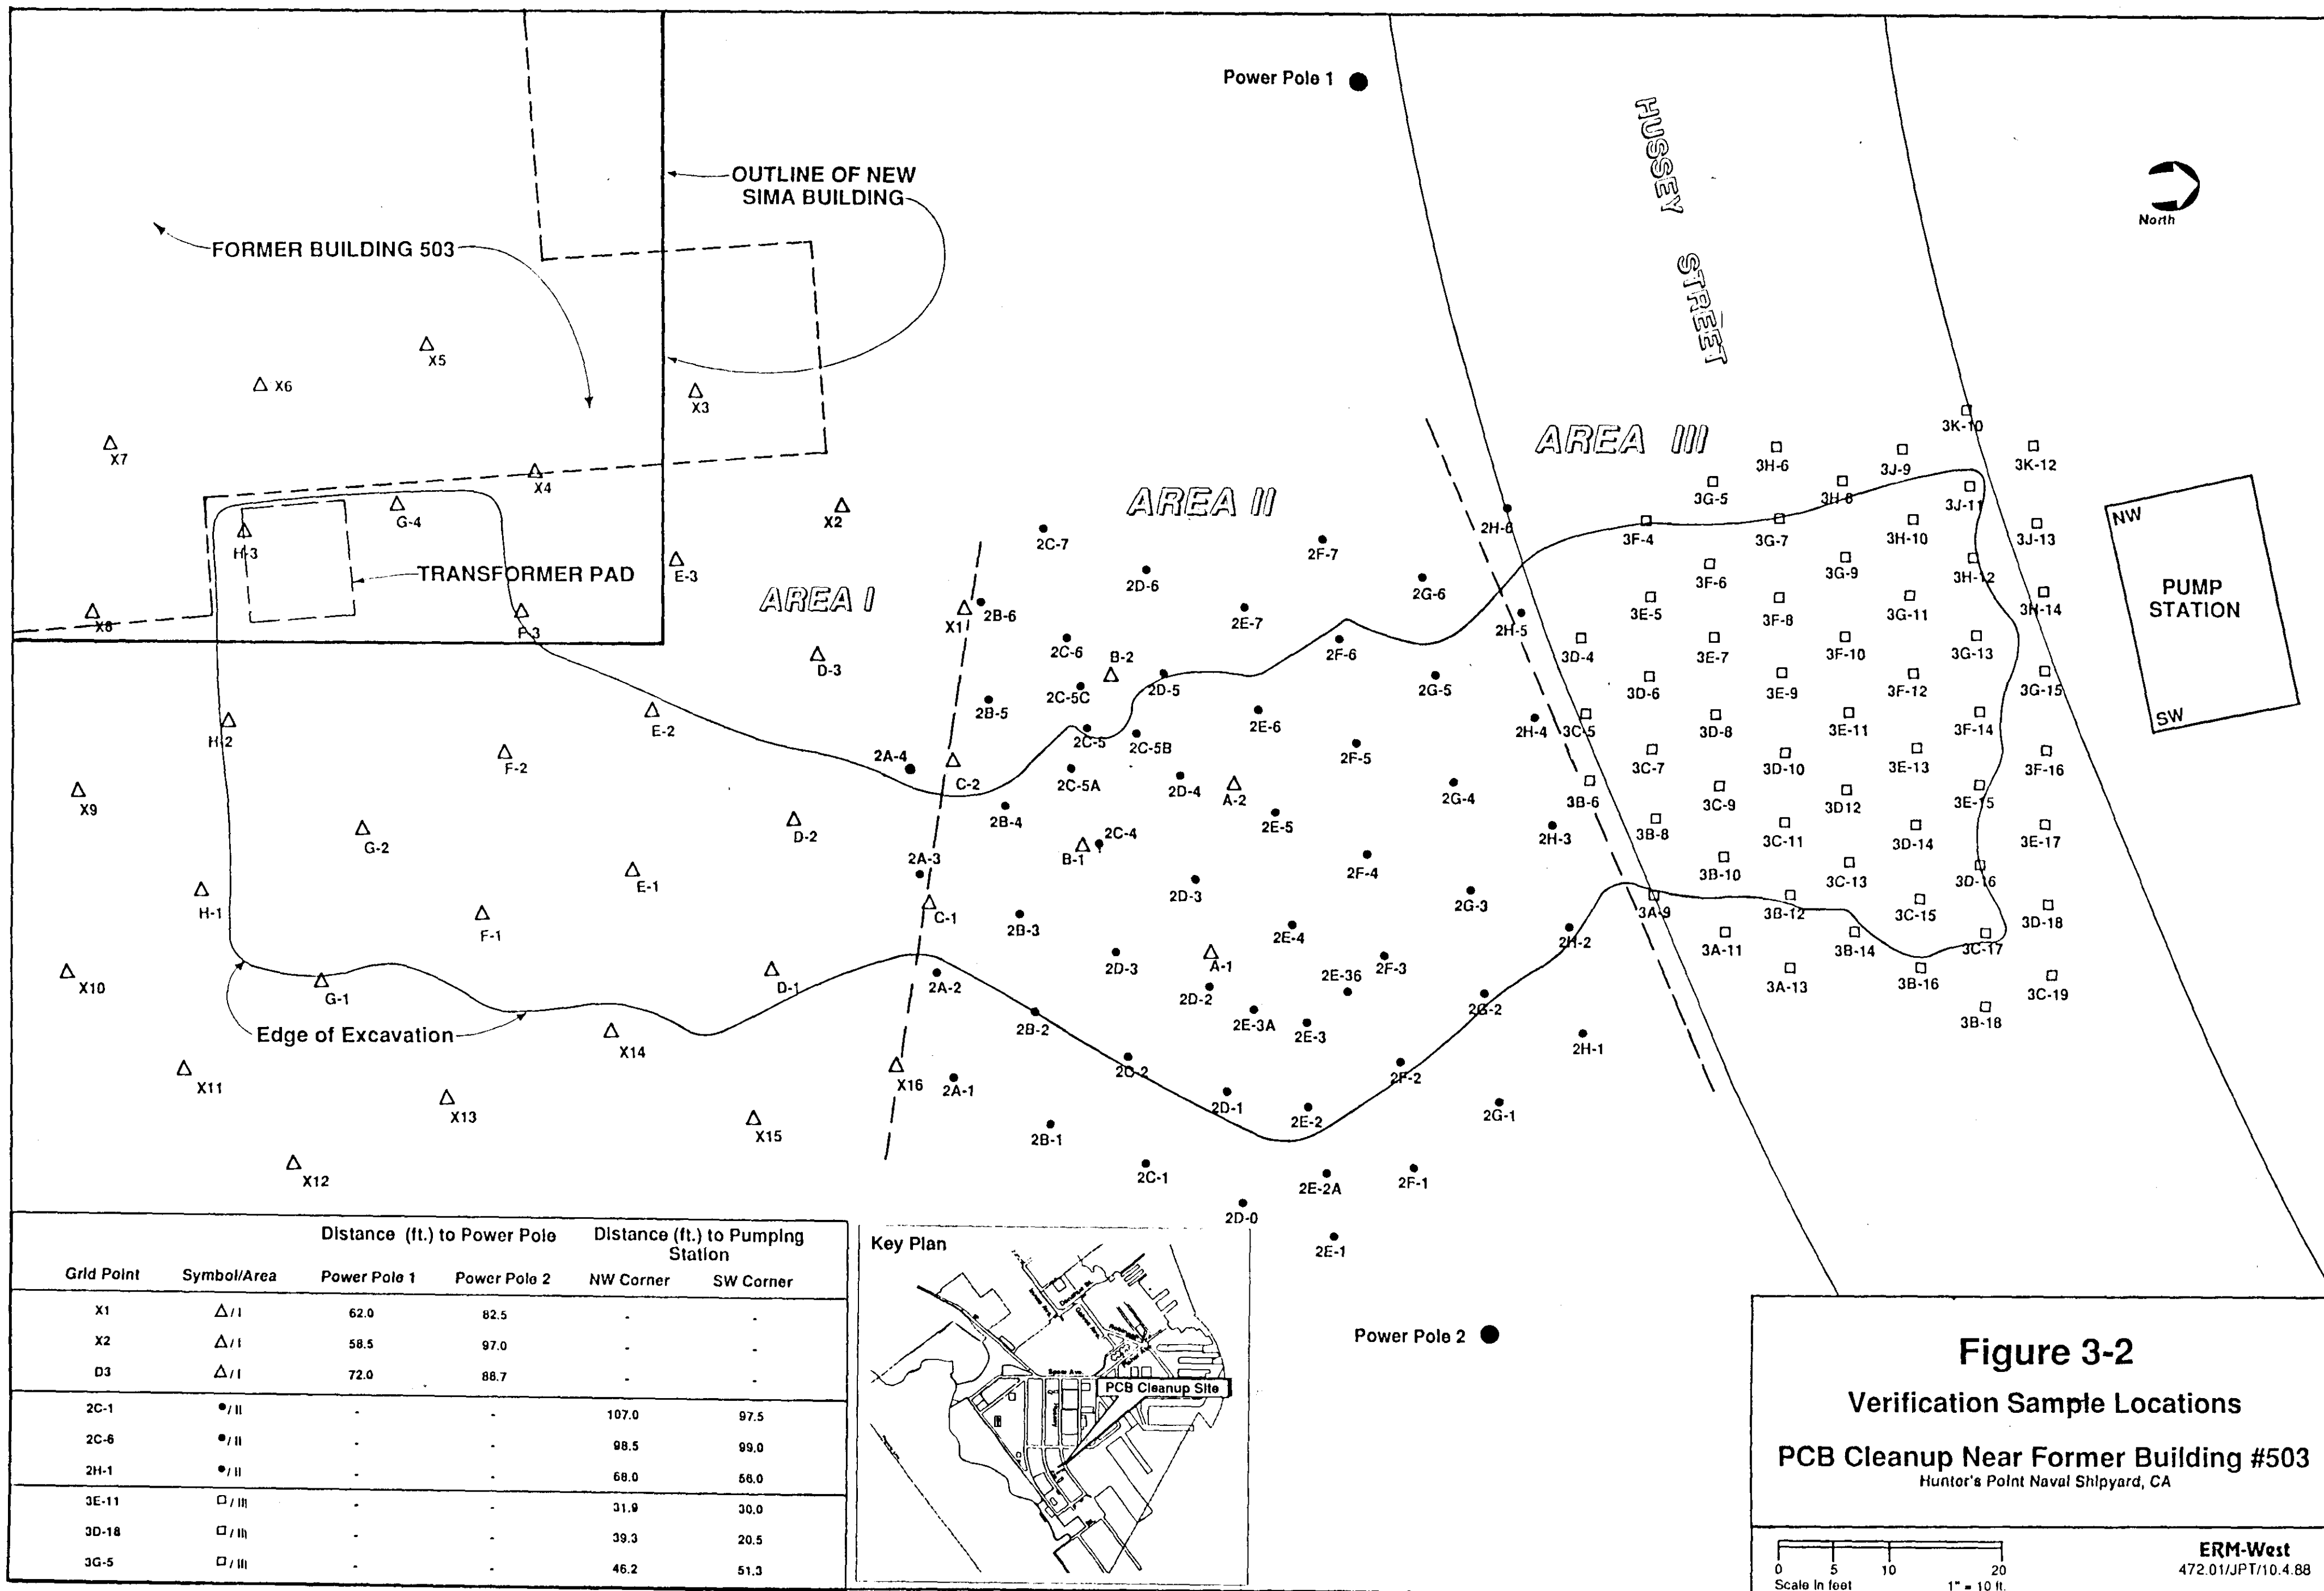 Power Pole 1
HUSSEY STREET
OUTLINE OF NEW
SIMA BUILDING
North
FORMER BUILDING 503
X5
X6
X3
X7
X4
X2
G-4
H-3
TRANSFORMER PAD
E-3
X8
F-3
AREA I
AREA II
AREA III
X1
D-3
H-2
E-2
F-2
C-2
X9
G-2
D-2
E-1
H-1
F-1
C-1
X10
G-1
D-1
Edge of Excavation
X14
X11
X13
X15
X16
X12
B-2
A-2
B-1
A-1
2C-7
2F-7
2D-6
2G-6
2H-6
2B-6
2E-7
2H-5
2C-6
2F-6
2C-5C
2D-5
2G-5
2B-5
2E-6
2H-4
2C-5
2C-5B
2F-5
2A-4
2C-5A
2D-4
2G-4
2B-4
2E-5
2H-3
2C-4
2A-3
2F-4
2D-3
2G-3
2B-3
2E-4
2H-2
2D-3
2F-3
2E-36
2A-2
2D-2
2G-2
2E-3A
2E-3
2B-2
2H-1
2C-2
2F-2
2A-1
2D-1
2E-2
2G-1
2B-1
2C-1
2E-2A
2F-1
2D-0
2E-1
3K-10
3H-6
3J-9
3K-12
3G-5
3H-8
3J-11
3F-4
3G-7
3H-10
3J-13
3F-6
3G-9
3H-12
3E-5
3F-8
3G-11
3H-14
3D-4
3E-7
3F-10
3G-13
3D-6
3E-9
3F-12
3G-15
3C-5
3D-8
3E-11
3F-14
3C-7
3D-10
3E-13
3F-16
3B-6
3C-9
3D12
3E-15
3B-8
3C-11
3D-14
3E-17
3B-10
3C-13
3D-16
3A-9
3B-12
3C-15
3D-18
3A-11
3B-14
3C-17
3A-13
3B-16
3C-19
3B-18
NW
PUMP
STATION
SW
Power Pole 2
Distance (ft.) to Power Pole Distance (ft.) to Pumping Station
Grid Point Symbol/Area Power Pole 1 Power Pole 2 NW Corner SW Corner
X1 △/I 62.0 82.5 - -
X2 △/I 58.5 97.0 - -
D3 △/I 72.0 88.7 - -
2C-1 ●/II - - 107.0 97.5
2C-6 ●/II - - 98.5 99.0
2H-1 ●/II - - 68.0 56.0
3E-11 □/III - - 31.9 30.0
3D-18 □/III - - 39.3 20.5
3G-5 □/III - - 46.2 51.3
Key Plan
Spear Ave.
Hussey
PCB Cleanup Site
Figure 3-2
Verification Sample Locations
PCB Cleanup Near Former Building #503
Huntor's Point Naval Shipyard, CA
0 5 10 20
Scale in feet 1" = 10 ft.
ERM-West
472.01/JPT/10.4.88